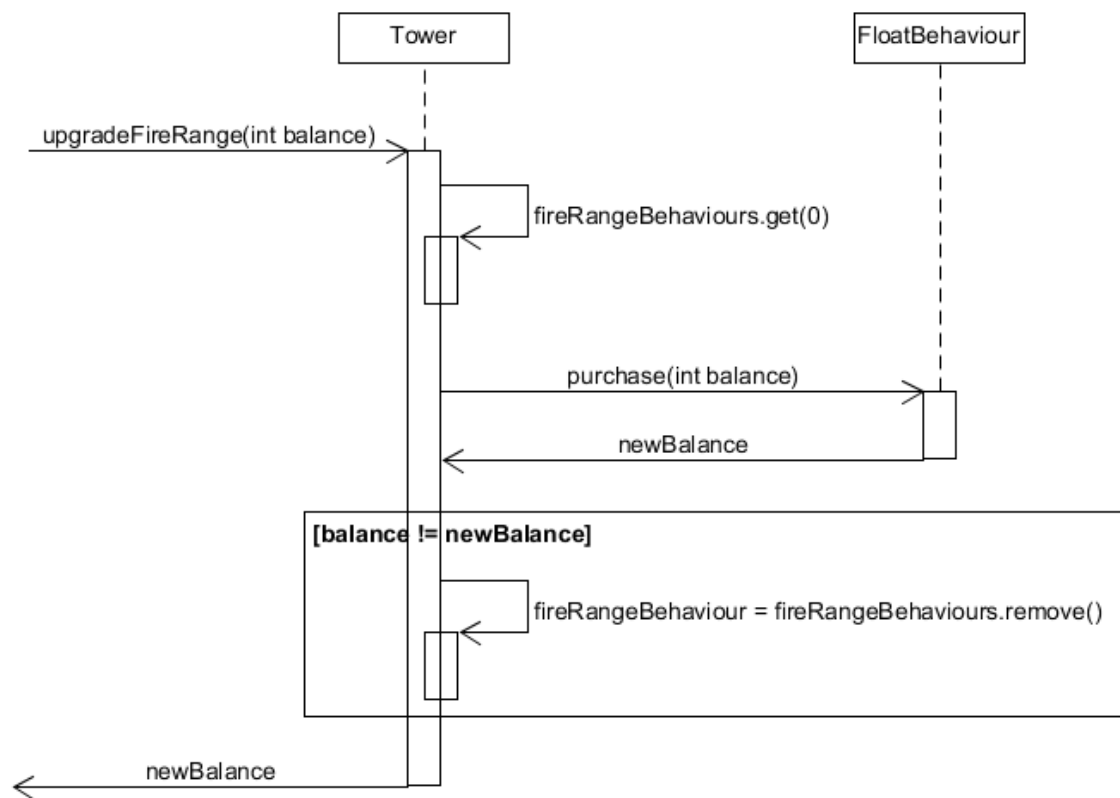 Tower
FloatBehaviour
upgradeFireRange(int balance)
fireRangeBehaviours.get(0)
purchase(int balance)
newBalance
[balance != newBalance]
fireRangeBehaviour = fireRangeBehaviours.remove()
newBalance